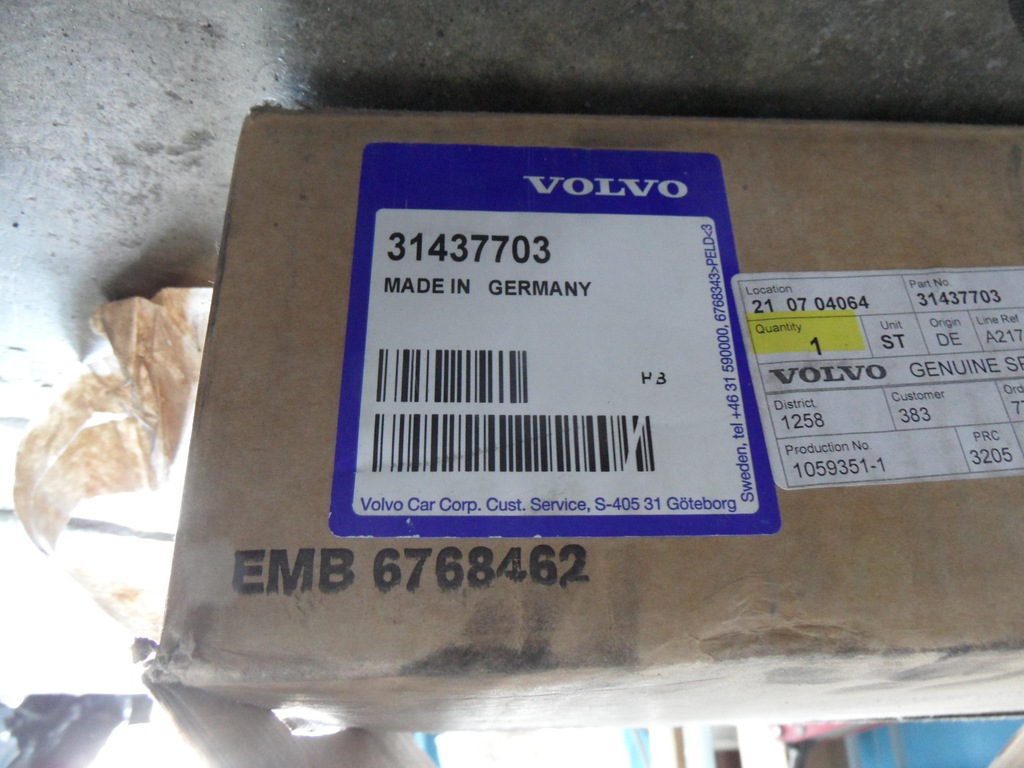 VOLVO
31437703
MADE IN GERMANY
HB
Volvo Car Corp. Cust. Service, S-405 31 Göteborg
Sweden, tel +46 31 590000, 6768343>PELD<3
EMB 6768462
Location
21 07 04064
Part No.
31437703
Quantity
1
Unit
ST
Origin
DE
Line Ref
A217
VOLVO GENUINE
District
1258
Customer
383
Production No.
1059351-1
PRC
3205